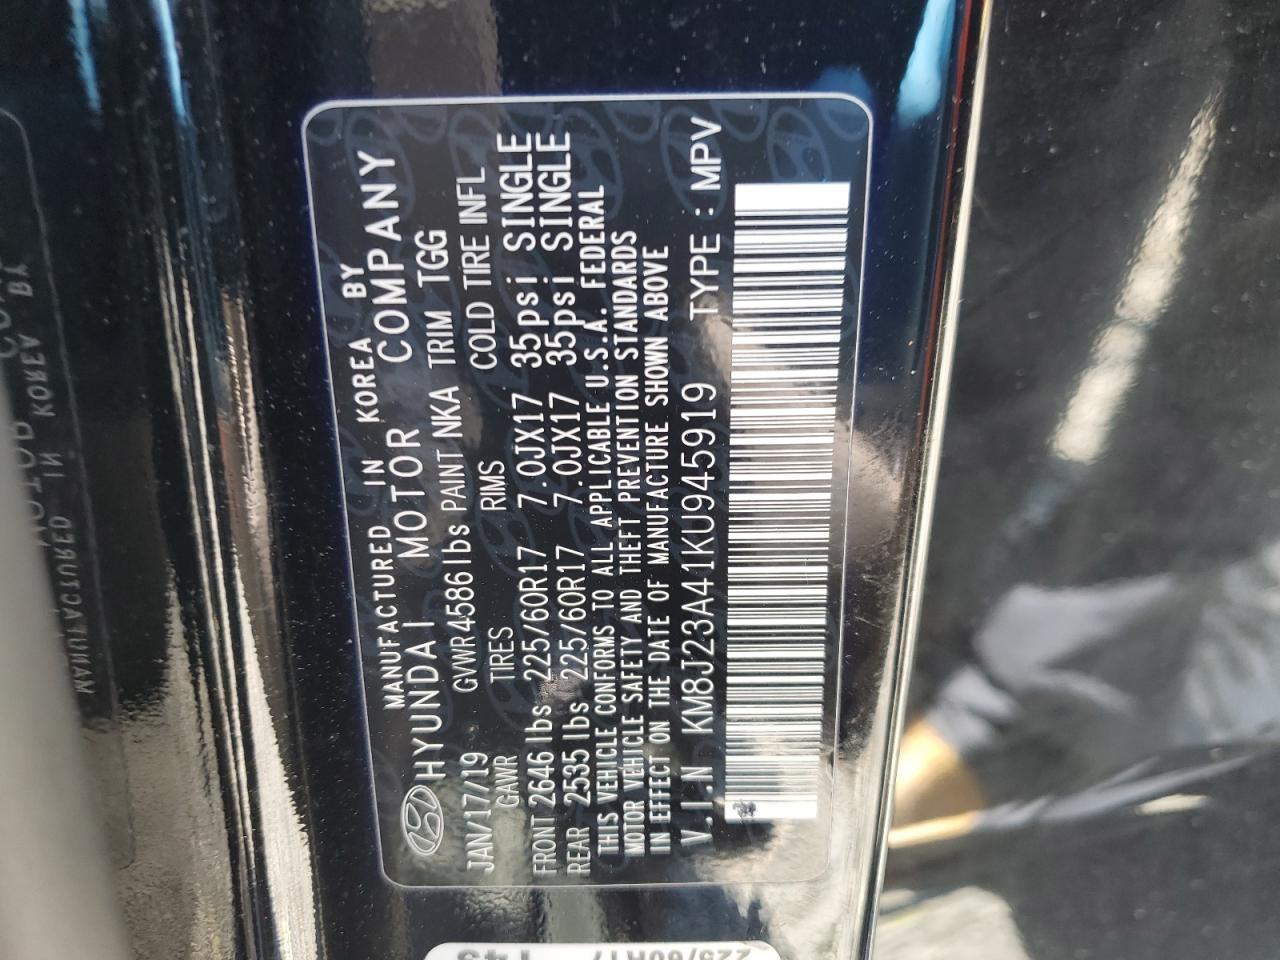 MANUFACTURED IN KOREA BY
HYUNDAI MOTOR COMPANY
JAN/17/19 GVWR 4586 lbs PAINT NKA TRIM TGG
GAWR TIRES RIMS COLD TIRE INFL
FRONT 2646 lbs 225/60R17 7.0JX17 35psi SINGLE
REAR 2535 lbs 225/60R17 7.0JX17 35psi SINGLE
THIS VEHICLE CONFORMS TO ALL APPLICABLE U.S.A. FEDERAL
MOTOR VEHICLE SAFETY AND THEFT PREVENTION STANDARDS
IN EFFECT ON THE DATE OF MANUFACTURE SHOWN ABOVE
V.I.N KM8J23A41KU945919 TYPE : MPV
225/60R17